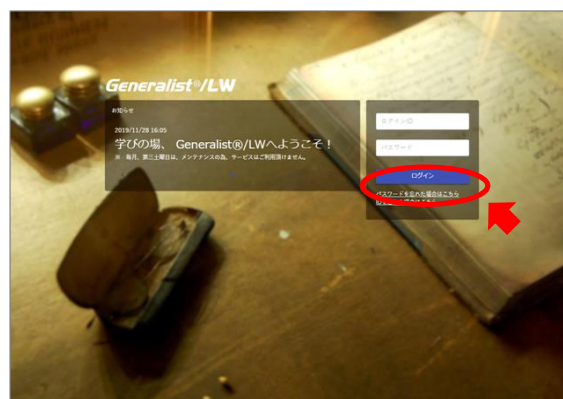 Generalist®/LW
お知らせ
2019/11/28 16:05
学びの場、 Generalist®/LWへようこそ！
※ 毎月、第三土曜日は、メンテナンスの為、サービスはご利用頂けません。
ログインID
パスワード
ログイン
パスワードを忘れた場合はこちら